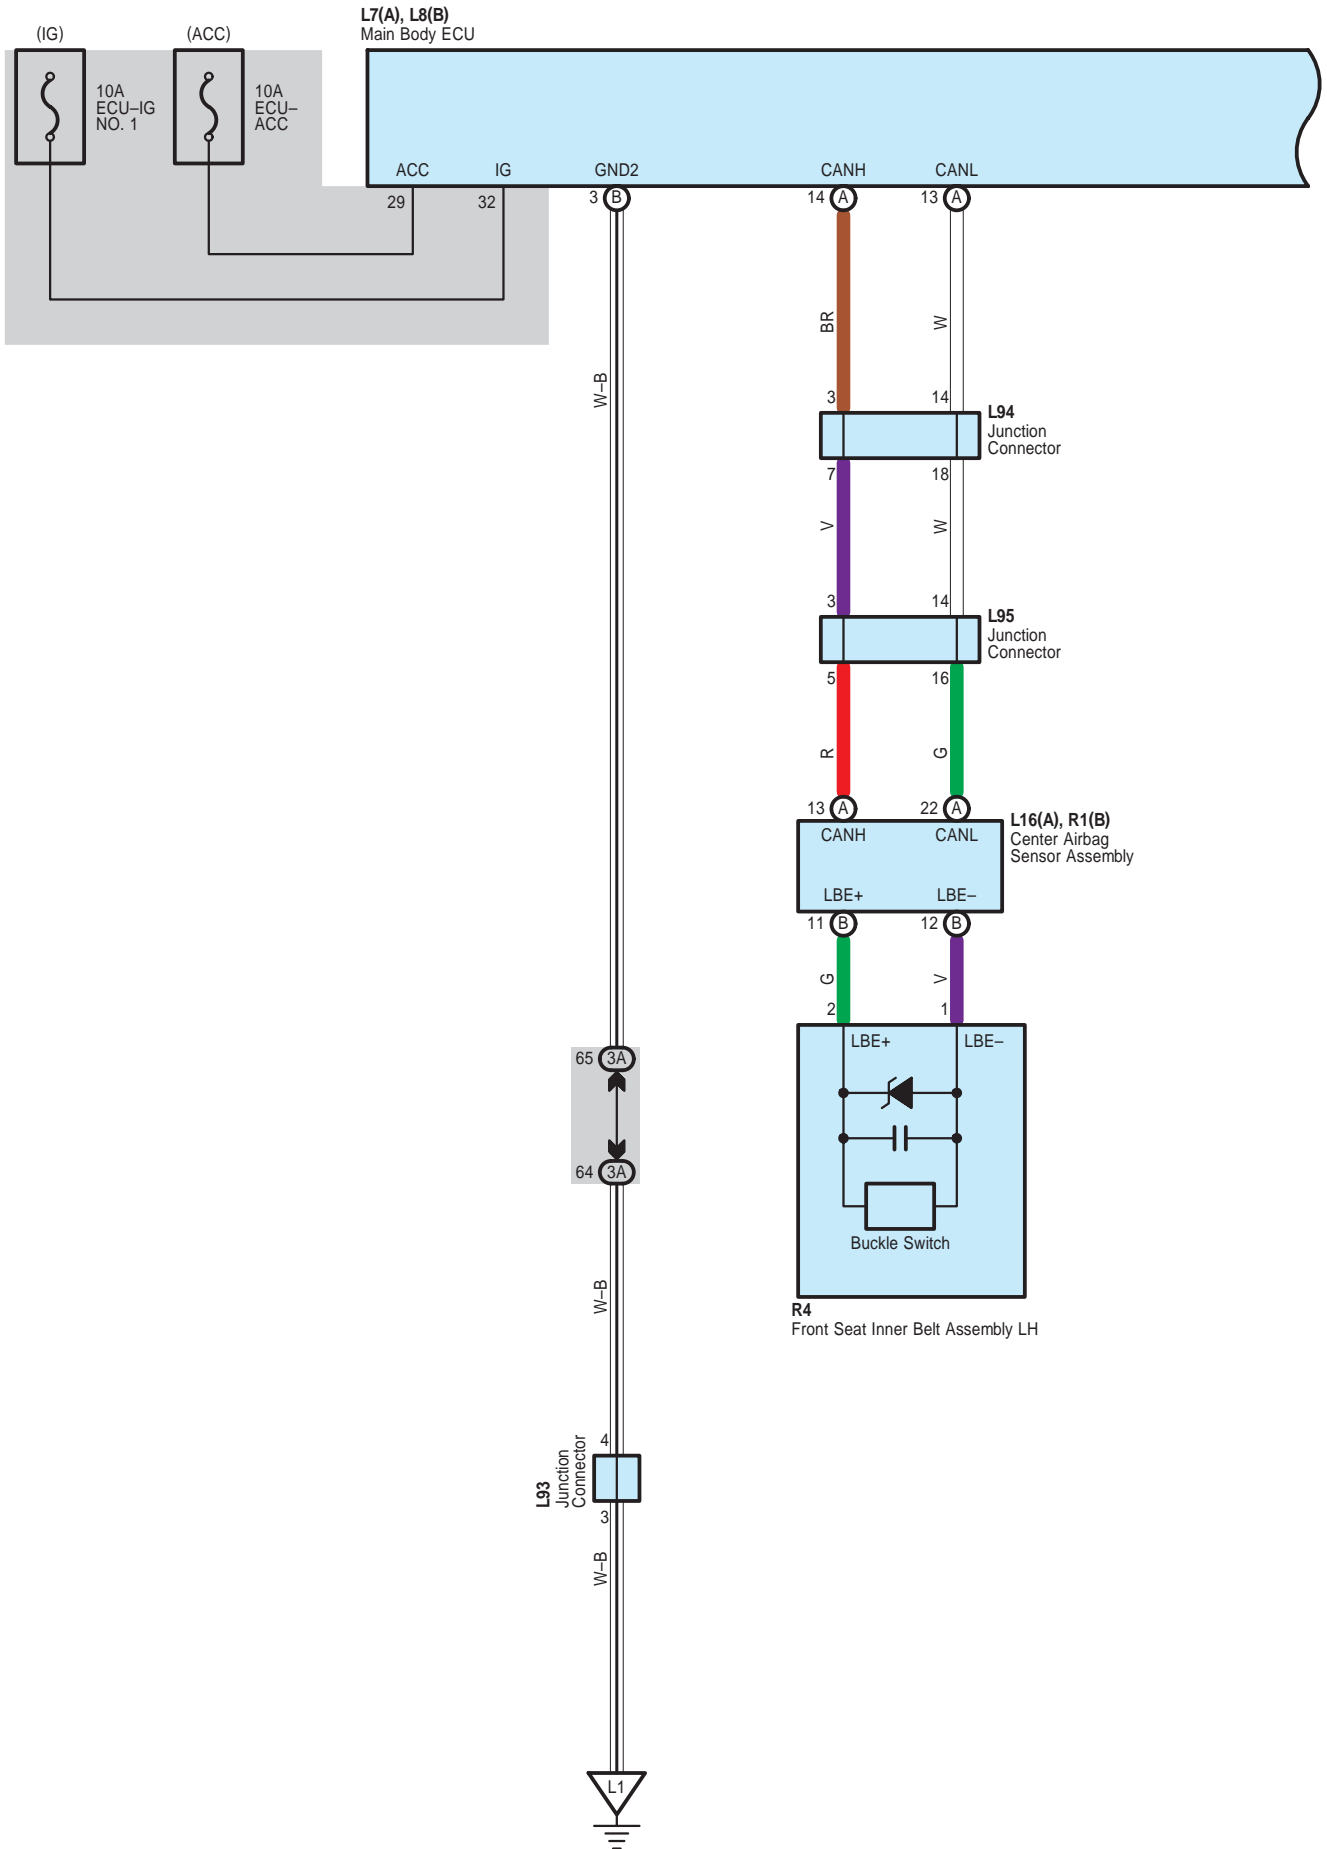 L7(A), L8(B)
Main Body ECU
(IG)
(ACC)
10A
ECU–IG
NO. 1
10A
ECU–
ACC
ACC
IG
GND2
CANH
CANL
29
32
3
B
14
A
13
A
BR
W
W–B
3
14
L94
Junction
Connector
7
18
V
W
3
14
L95
Junction
Connector
5
16
R
G
13
A
22
A
L16(A), R1(B)
Center Airbag
Sensor Assembly
CANH
CANL
LBE+
LBE–
11
B
12
B
G
V
2
1
LBE+
LBE–
65
3A
64
3A
Buckle Switch
R4
Front Seat Inner Belt Assembly LH
W–B
4
L93
Junction
Connector
3
W–B
L1